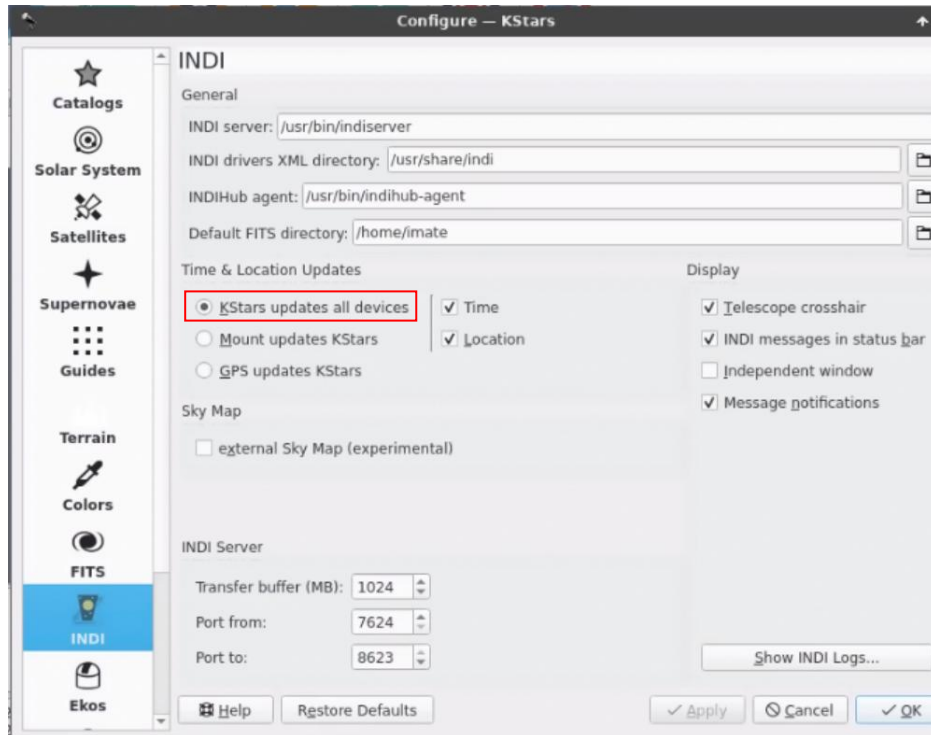 Configure — KStars
Catalogs
Solar System
Satellites
Supernovae
Guides
Terrain
Colors
FITS
INDI
Ekos
INDI
General
INDI server: /usr/bin/indiserver
INDI drivers XML directory: /usr/share/indi
INDIHub agent: /usr/bin/indihub-agent
Default FITS directory: /home/imate
Time & Location Updates
KStars updates all devices
Time
Mount updates KStars
Location
GPS updates KStars
Display
Telescope crosshair
INDI messages in status bar
Independent window
Message notifications
Sky Map
external Sky Map (experimental)
INDI Server
Transfer buffer (MB): 1024
Port from: 7624
Port to: 8623
Show INDI Logs...
Help
Restore Defaults
Apply
Cancel
OK